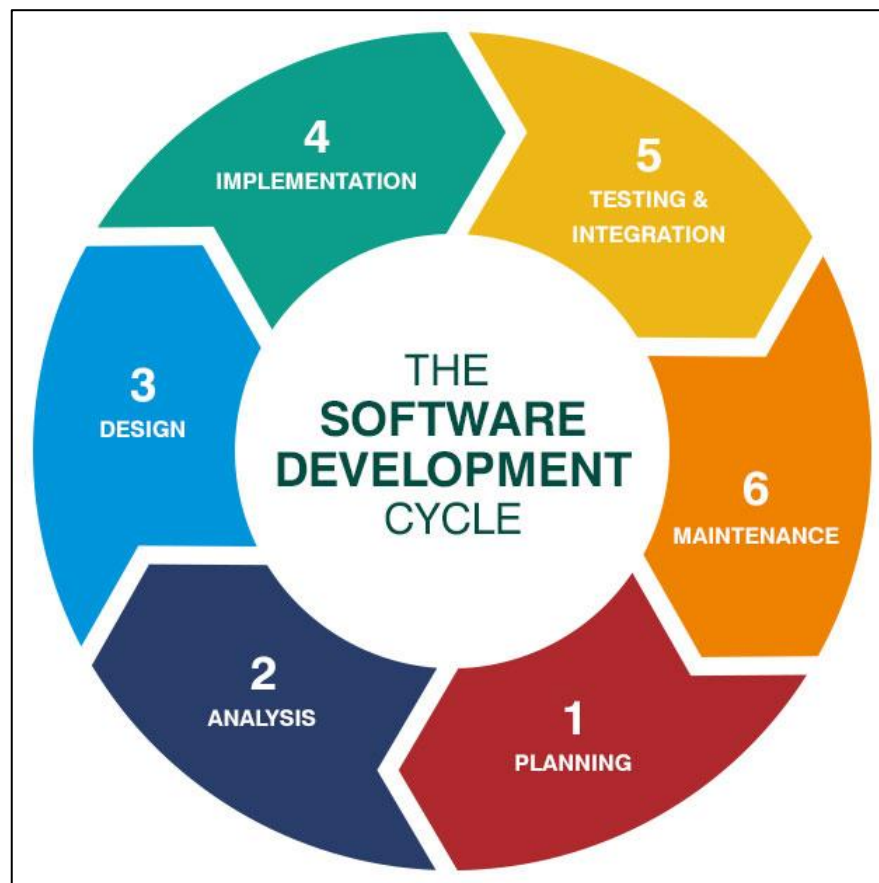 THE
SOFTWARE
DEVELOPMENT
CYCLE
1
PLANNING
2
ANALYSIS
3
DESIGN
4
IMPLEMENTATION
5
TESTING &
INTEGRATION
6
MAINTENANCE